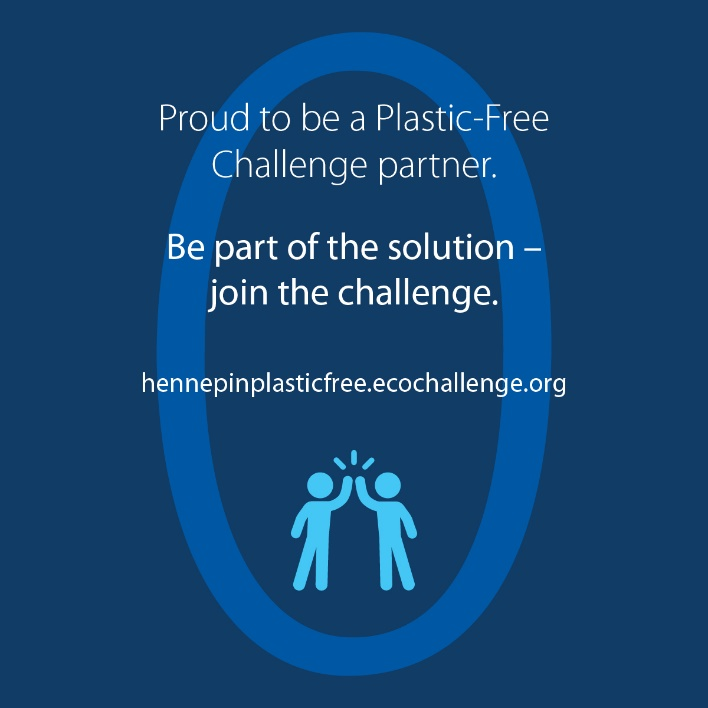 Proud to be a Plastic-Free
Challenge partner.
Be part of the solution –
join the challenge.
hennepinplasticfree.ecochallenge.org